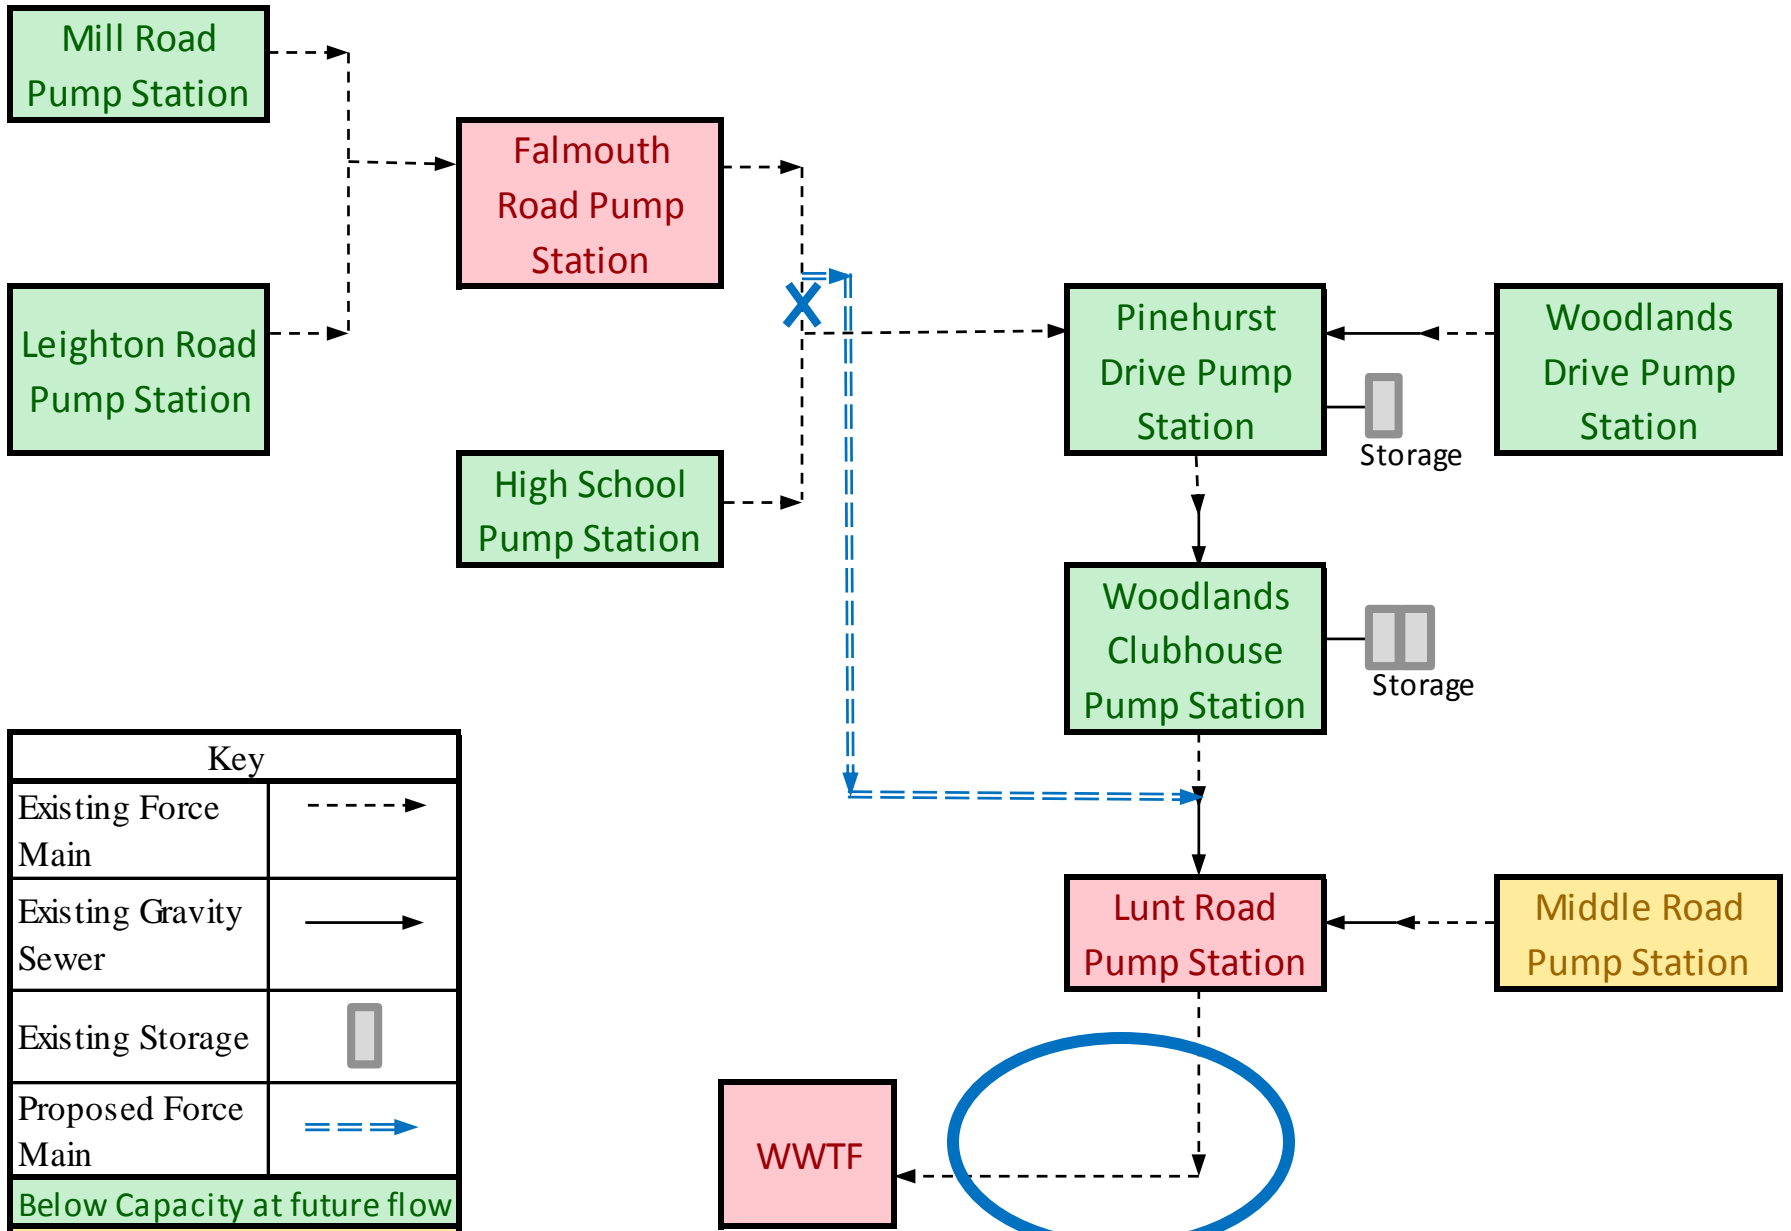 Mill Road
Pump Station
Falmouth
Road Pump
Station
Leighton Road
Pump Station
High School
Pump Station
Pinehurst
Drive Pump
Station
Storage
Woodlands
Drive Pump
Station
Woodlands
Clubhouse
Pump Station
Storage
Lunt Road
Pump Station
Middle Road
Pump Station
WWTF
Key
Existing Force
Main
Existing Gravity
Sewer
Existing Storage
Proposed Force
Main
Below Capacity at future flow